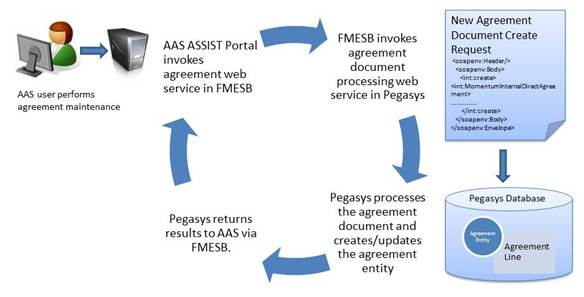 AAS user performs
agreement maintenance
AAS ASSIST Portal
invokes
agreement web
service in FMESB
FMESB invokes
agreement
document
processing web
service in Pegasys
Pegasys processes
the agreement
document and
creates/updates
the agreement
entity
Pegasys returns
results to AAS via
FMESB.
New Agreement
Document Create
Request
<soapenv:Header/>
<soapenv:Body>
<int:create>
<int:MomentumInternalDirectAgree
ment>
..............
</int:create>
</soapenv:Body>
</soapenv:Envelope>
Pegasys Database
Agreement
Entity
Agreement
Line